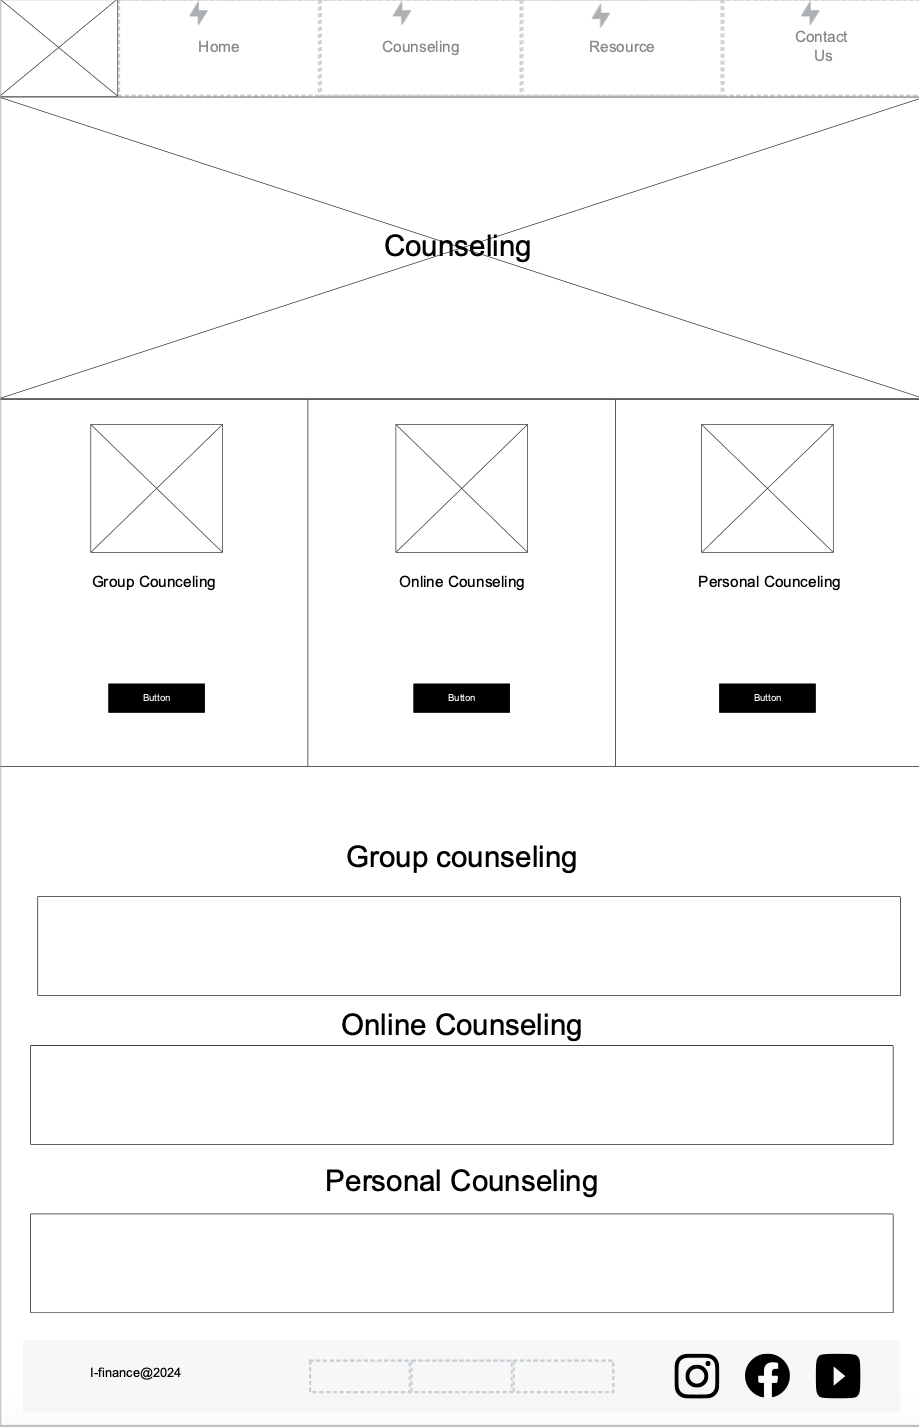 Home
Counseling
Resource
Contact
Us
Counseling
Group Counceling
Online Counseling
Personal Counceling
Button
Button
Button
Group counseling
Online Counseling
Personal Counseling
I-finance@2024